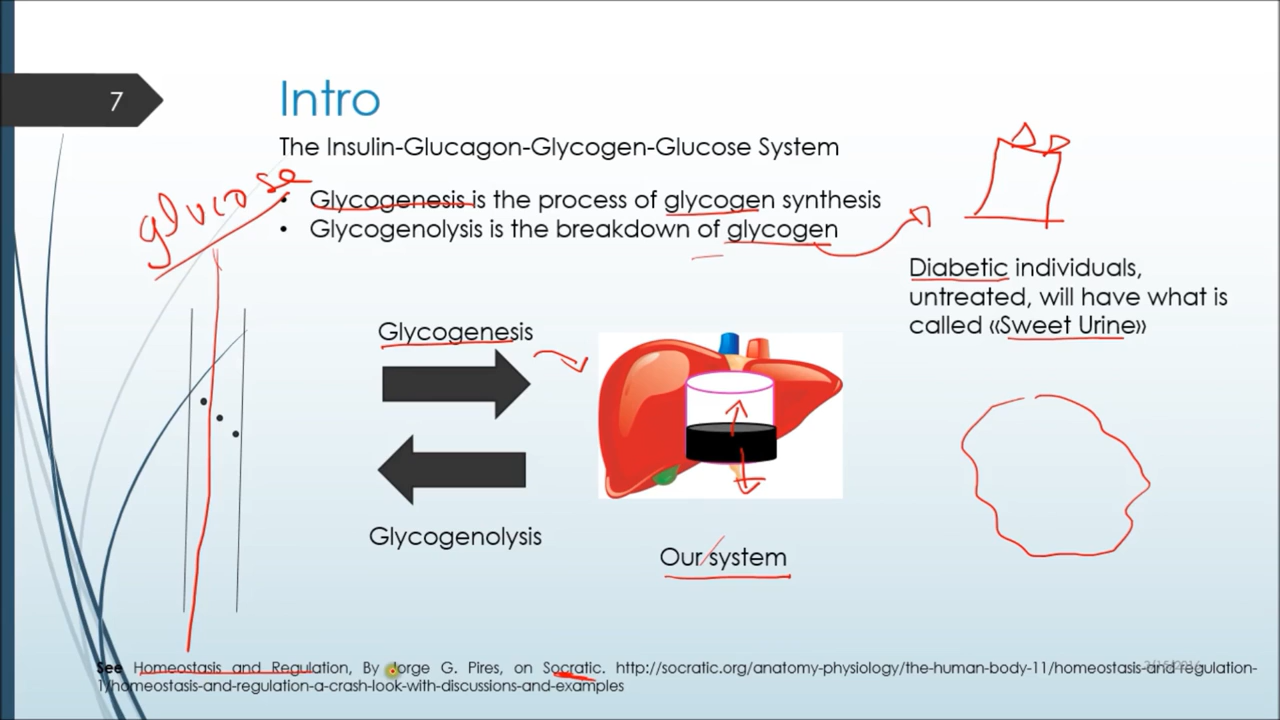 7
Intro
The Insulin-Glucagon-Glycogen-Glucose System
glucose
• Glycogenesis is the process of glycogen synthesis
• Glycogenolysis is the breakdown of glycogen
Diabetic individuals,
untreated, will have what is
called «Sweet Urine»
Glycogenesis
Glycogenolysis
Our system
See Homeostasis and Regulation, By Jorge G. Pires, on Socratic. http://socratic.org/anatomy-physiology/the-human-body-11/homeostasis-and-regulation-
1/homeostasis-and-regulation-a-crash-look-with-discussions-and-examples